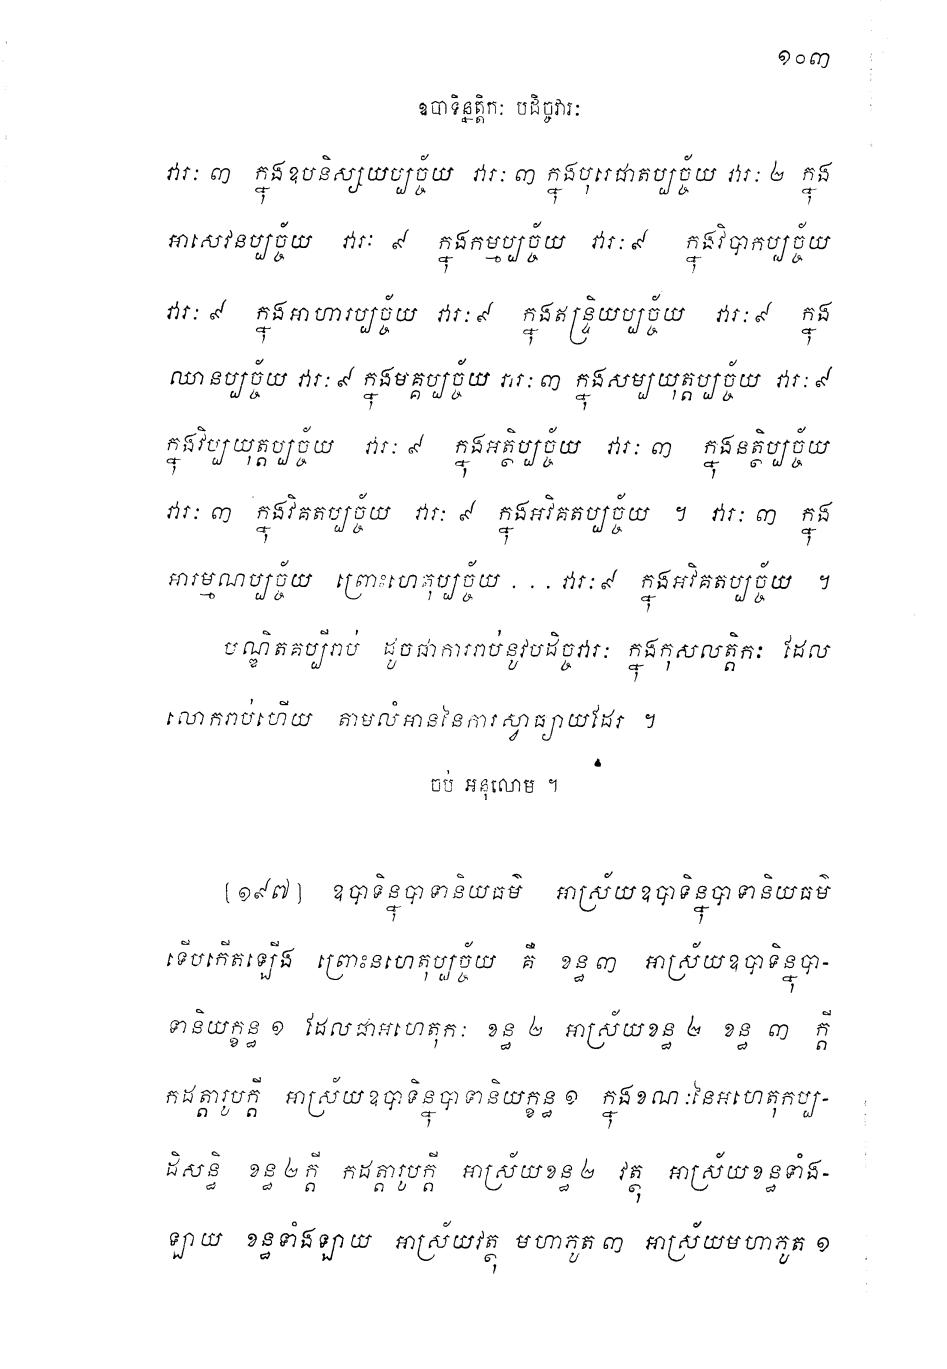 ១០៣
ឧបាទិន្នត្តិកៈ បដិច្ចវារៈ
វារៈ ៣ ក្នុងឧបនិស្សយប្បច្ច័យ វារៈ ៣ ក្នុងបុរេជាតប្បច្ច័យ វារៈ ២ ក្នុង
អាសេវនប្បច្ច័យ វារៈ ៩ ក្នុងកម្មប្បច្ច័យ វារៈ ៩ ក្នុងវិបាកប្បច្ច័យ
វារៈ ៩ ក្នុងអាហារប្បច្ច័យ វារៈ ៩ ក្នុងឥន្ទ្រិយប្បច្ច័យ វារៈ ៩ ក្នុង
ឈានប្បច្ច័យ វារៈ ៩ ក្នុងមគ្គប្បច្ច័យ វារៈ ៣ ក្នុងសម្បយុត្តប្បច្ច័យ វារៈ ៩
ក្នុងវិប្បយុត្តប្បច្ច័យ វារៈ ៩ ក្នុងអត្ថិប្បច្ច័យ វារៈ ៣ ក្នុងនត្ថិប្បច្ច័យ
វារៈ ៣ ក្នុងវិគតប្បច្ច័យ វារៈ ៩ ក្នុងអវិគតប្បច្ច័យ ។ វារៈ ៣ ក្នុង
អារម្មណប្បច្ច័យ ព្រោះហេតុប្បច្ច័យ . . . វារៈ ៩ ក្នុងអវិគតប្បច្ច័យ ។
បណ្ឌិតគប្បីរាប់ ដូចជាការរាប់នូវបដិច្ចវារៈ ក្នុងកុសលត្តិកៈ ដែល
លោករាប់ហើយ តាមលំអាននៃការស្វាធ្យាយដែរ ។
ចប់ អនុលោម ។
[១៩៧] ឧបាទិន្នុបាទានិយធម៌ អាស្រ័យឧបាទិន្នុបាទានិយធម៌
ទើបកើតឡើង ព្រោះនហេតុប្បច្ច័យ គឺ ខន្ធ ៣ អាស្រ័យឧបាទិន្នុបា-
ទានិយក្ខន្ធ ១ ដែលជាអហេតុកៈ ខន្ធ ២ អាស្រ័យខន្ធ ២ ខន្ធ ៣ ក្តី
កដត្តារូបក្តី អាស្រ័យឧបាទិន្នុបាទានិយក្ខន្ធ ១ ក្នុងខណៈនៃអហេតុកប្ប-
ដិសន្ធិ ខន្ធ ២ ក្តី កដត្តារូបក្តី អាស្រ័យខន្ធ ២ វត្ថុ អាស្រ័យខន្ធទាំង-
ឡាយ ខន្ធទាំងឡាយ អាស្រ័យវត្ថុ មហាភូត ៣ អាស្រ័យមហាភូត ១